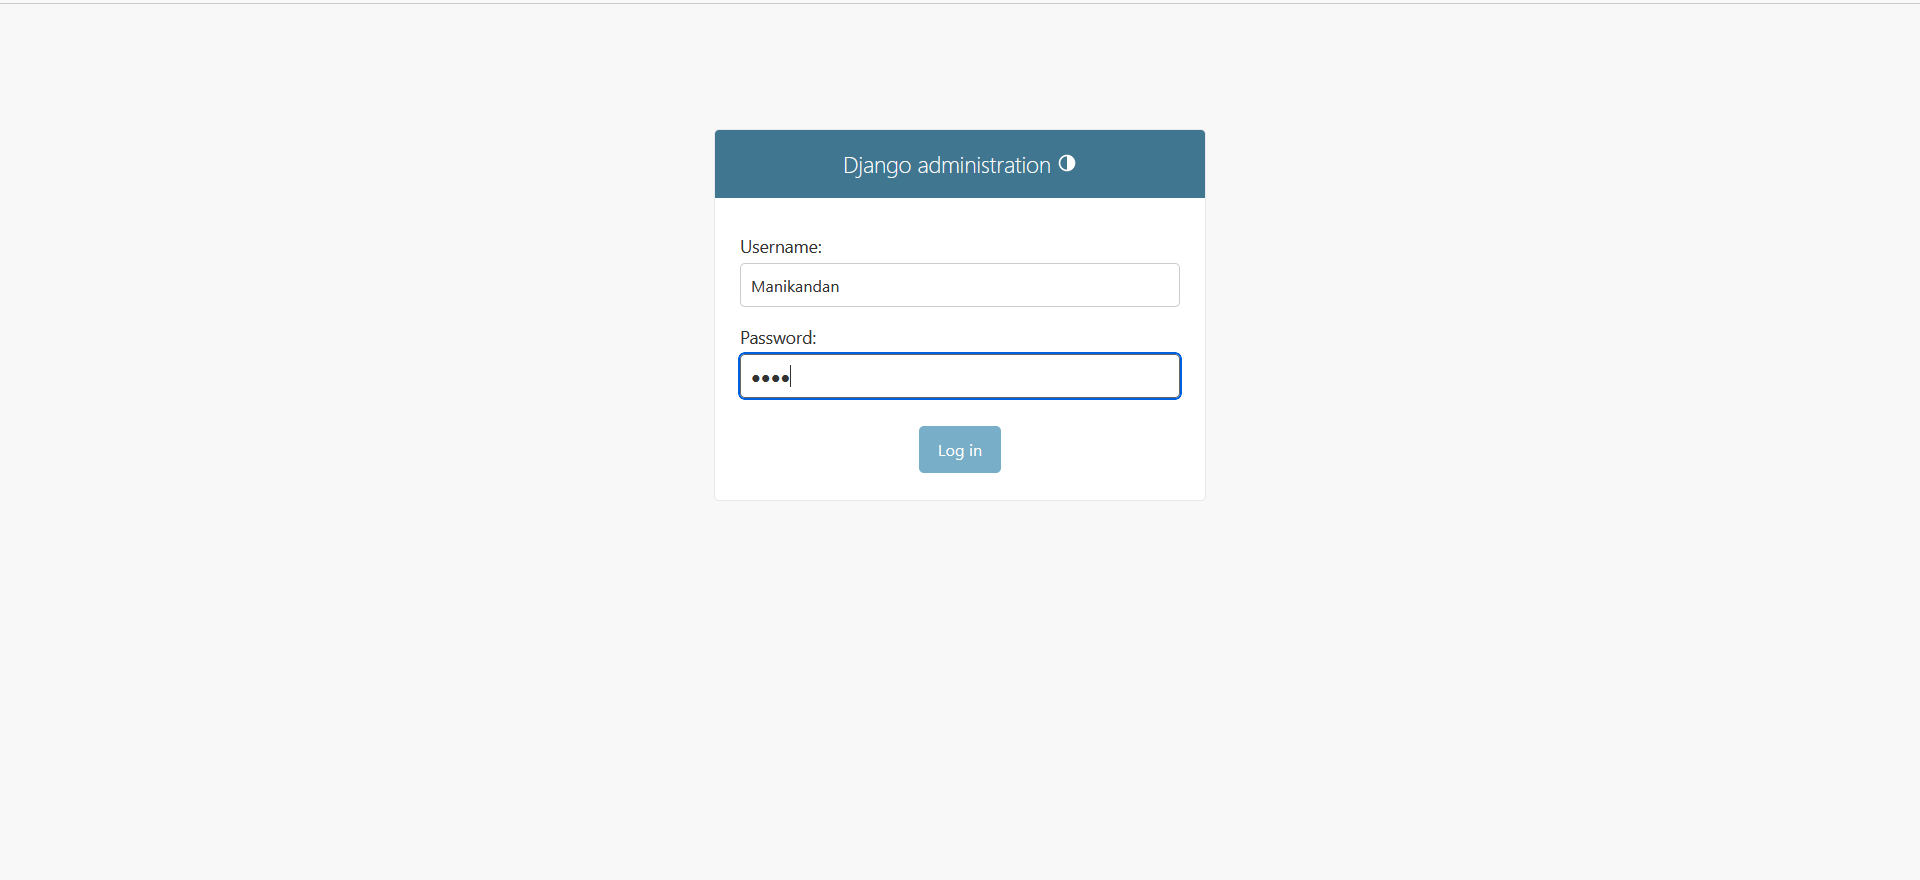 Django administration
Username:
Manikandan
Password:
••••
Log in